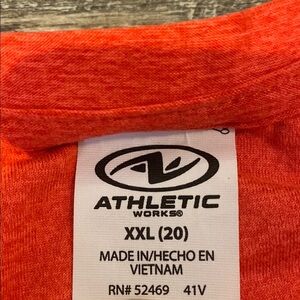 ATHLETIC
WORKS®
XXL (20)
MADE IN/HECHO EN
VIETNAM
RN# 52469 41V